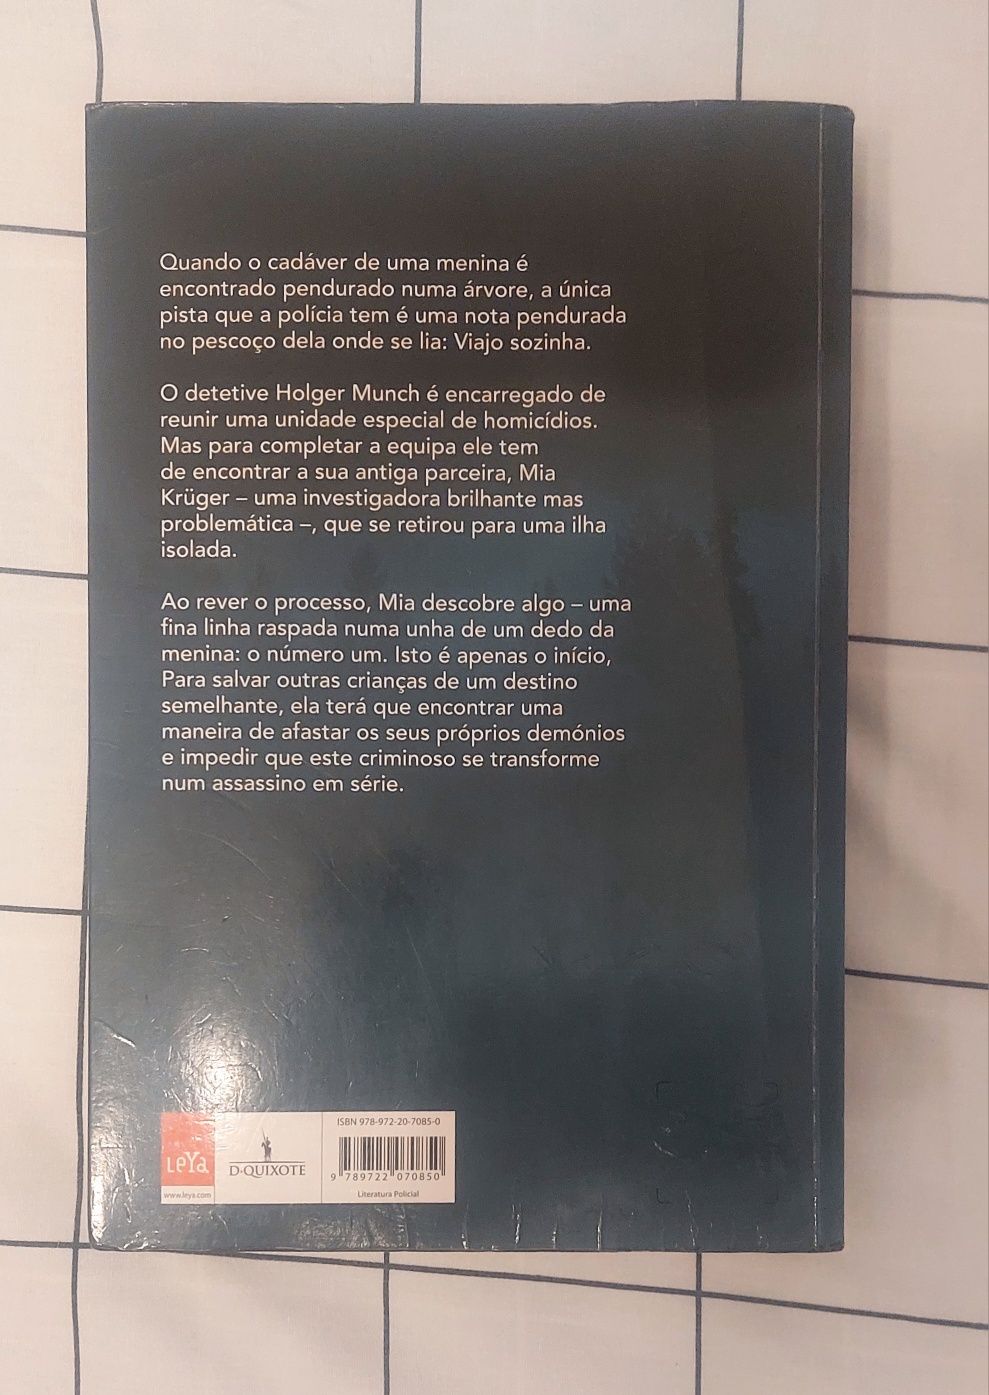 Quando o cadáver de uma menina é
encontrado pendurado numa árvore, a única
pista que a polícia tem é uma nota pendurada
no pescoço dela onde se lia: Viajo sozinha.
O detetive Holger Munch é encarregado de
reunir uma unidade especial de homicídios.
Mas para completar a equipa ele tem
de encontrar a sua antiga parceira, Mia
Krüger – uma investigadora brilhante mas
problemática –, que se retirou para uma ilha
isolada.
Ao rever o processo, Mia descobre algo – uma
fina linha raspada numa unha de um dedo da
menina: o número um. Isto é apenas o início,
Para salvar outras crianças de um destino
semelhante, ela terá que encontrar uma
maneira de afastar os seus próprios demónios
e impedir que este criminoso se transforme
num assassino em série.
LeYa
www.leya.com
D•QUIXOTE
ISBN 978-972-20-7085-0
9 789722 070850
Literatura Policial